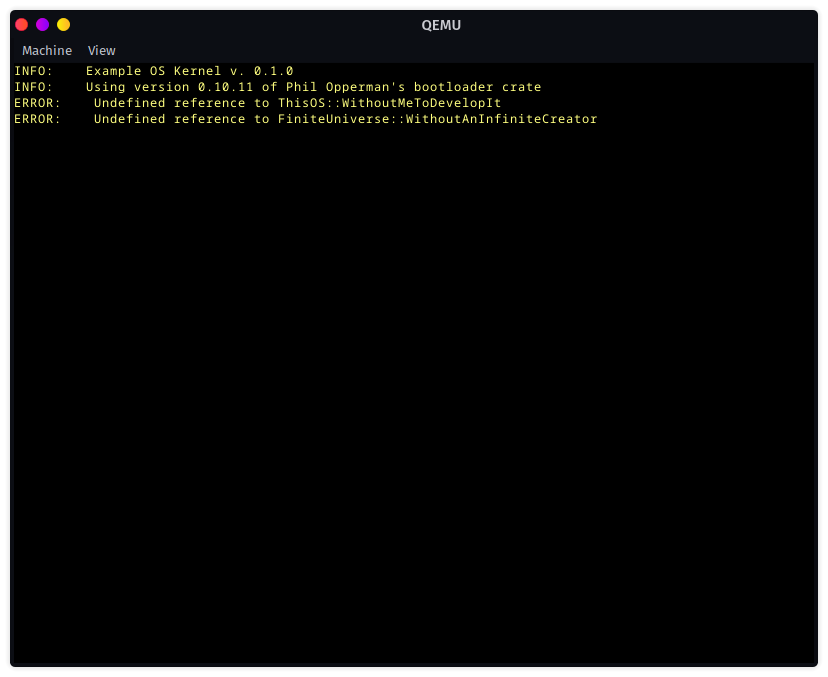 QEMU
Machine View
INFO: Example OS Kernel v. 0.1.0
INFO: Using version 0.10.11 of Phil Opperman's bootloader crate
ERROR: Undefined reference to ThisOS::WithoutMeToDevelopIt
ERROR: Undefined reference to FiniteUniverse::WithoutAnInfiniteCreator